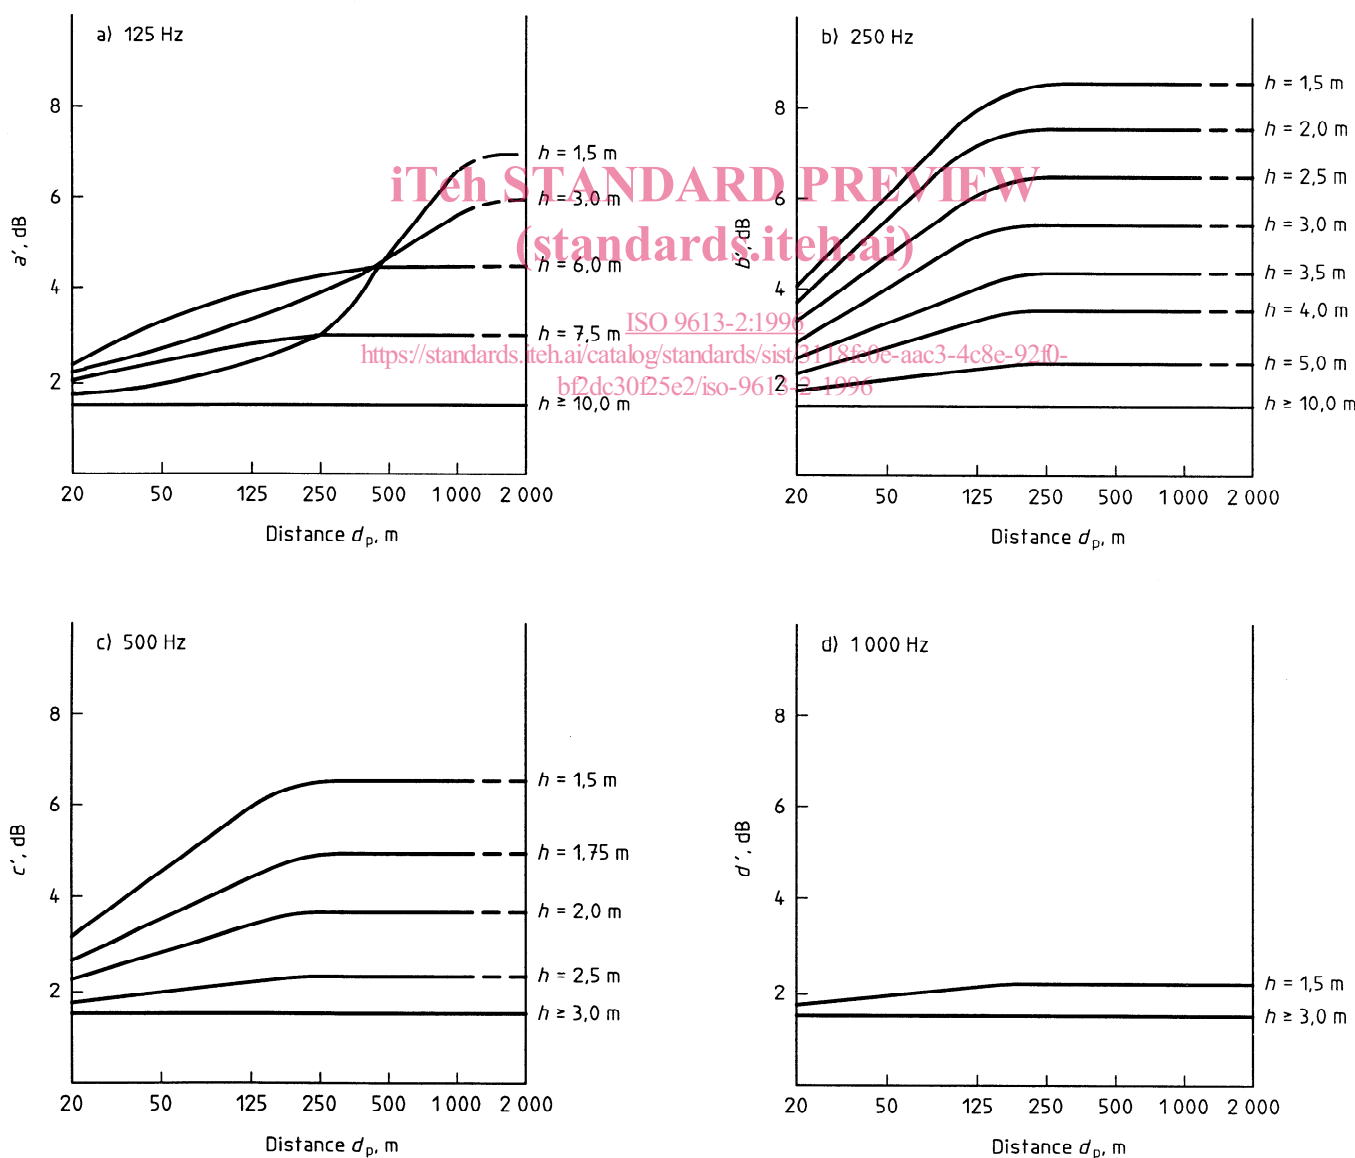 a) 125 Hz
8
6
4
2
a′, dB
h = 1,5 m
h = 3.0 m
h = 6.0 m
h = 7,5 m
h ≥ 10,0 m
20 50 125 250 500 1 000 2 000
Distance dp, m
b) 250 Hz
8
6
4
2
b′, dB
h = 1,5 m
h = 2,0 m
h = 2,5 m
h = 3,0 m
h = 3,5 m
h = 4,0 m
h = 5,0 m
h ≥ 10,0 m
20 50 125 250 500 1 000 2 000
Distance dp, m
iTeh STANDARD PREVIEW
(standards.iteh.ai)
ISO 9613-2:1996
https://standards.iteh.ai/catalog/standards/sist/3118fc0e-aac3-4c8e-92f0-
bf2dc30f25e2/iso-9613-2-1996
c) 500 Hz
8
6
4
2
c′, dB
h = 1,5 m
h = 1,75 m
h = 2,0 m
h = 2,5 m
h ≥ 3,0 m
20 50 125 250 500 1 000 2 000
Distance dp, m
d) 1 000 Hz
8
6
4
2
d′, dB
h = 1,5 m
h ≥ 3,0 m
20 50 125 250 500 1 000 2 000
Distance dp, m